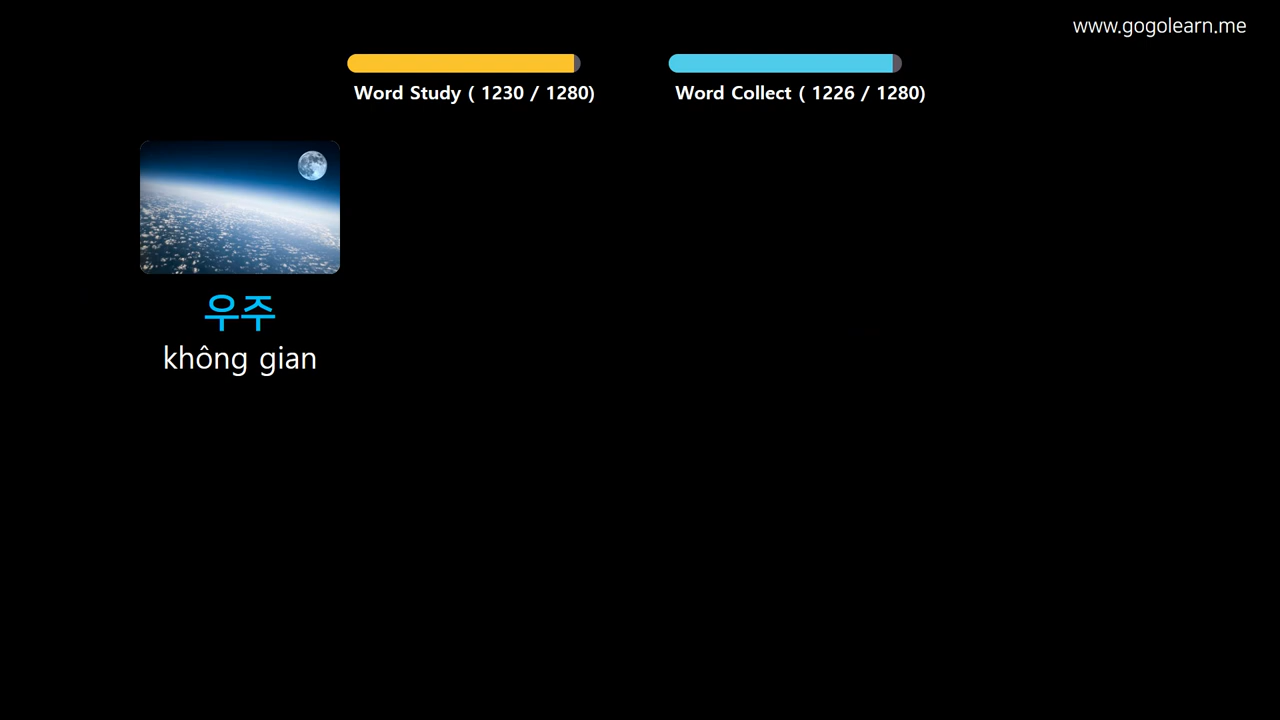 www.gogolearn.me
Word Study ( 1230 / 1280)
Word Collect ( 1226 / 1280)
우주
không gian